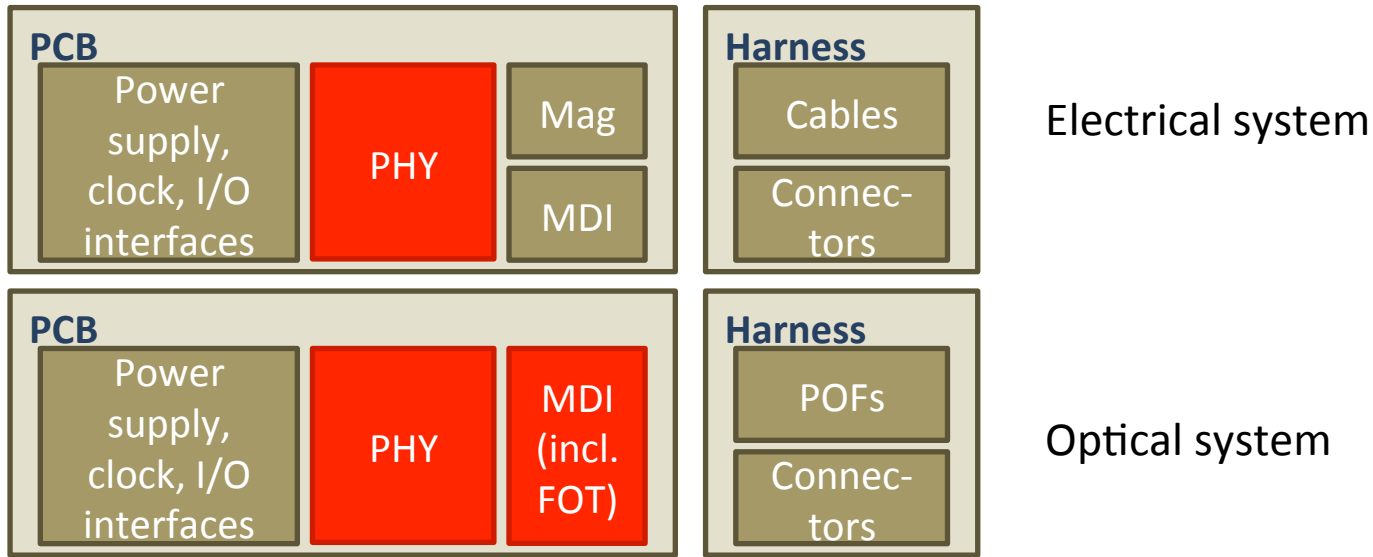 PCB
Power
supply,
clock, I/O
interfaces
PHY
Mag
MDI
Harness
Cables
Connec-
tors
Electrical system
PCB
Power
supply,
clock, I/O
interfaces
PHY
MDI
(incl.
FOT)
Harness
POFs
Connec-
tors
Optical system